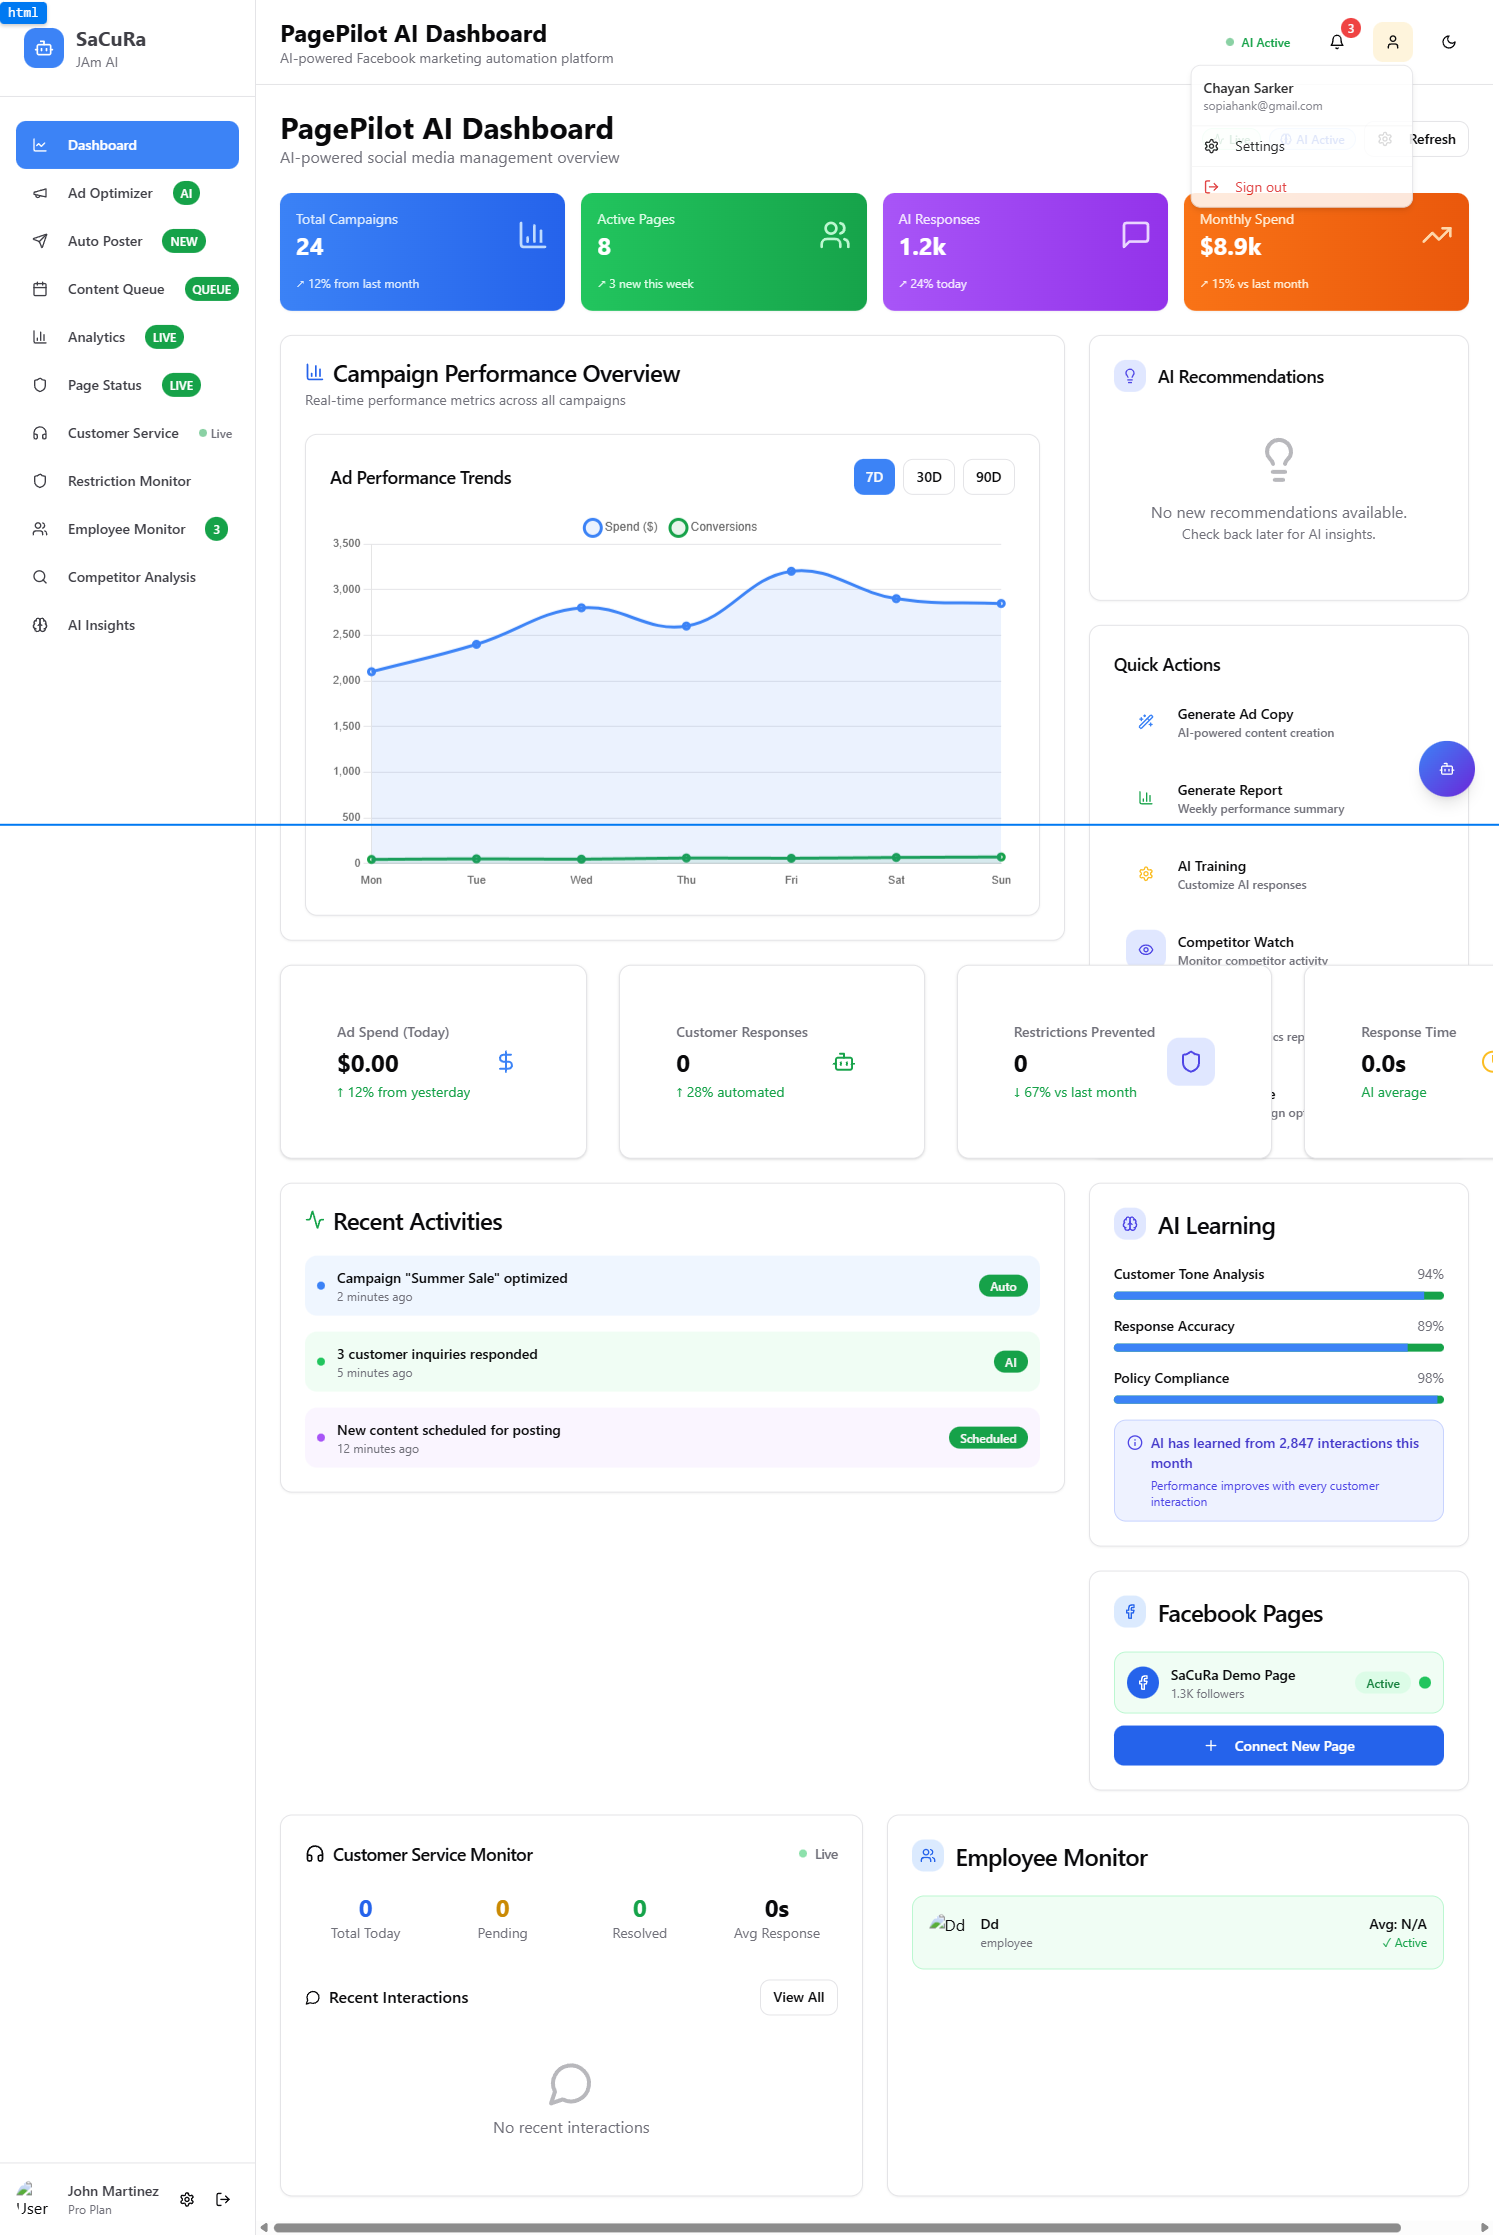 html
SaCuRa
JAm AI
Dashboard
Ad Optimizer AI
Auto Poster NEW
Content Queue QUEUE
Analytics LIVE
Page Status LIVE
Customer Service Live
Restriction Monitor
Employee Monitor 3
Competitor Analysis
AI Insights
John Martinez
Pro Plan
User
PagePilot AI Dashboard
AI-powered Facebook marketing automation platform
AI Active
3
Chayan Sarker
sopiahank@gmail.com
Settings
Sign out
PagePilot AI Dashboard
AI-powered social media management overview
Live
AI Active
Refresh
Total Campaigns
24
↗ 12% from last month
Active Pages
8
↗ 3 new this week
AI Responses
1.2k
↗ 24% today
Monthly Spend
$8.9k
↗ 15% vs last month
Campaign Performance Overview
Real-time performance metrics across all campaigns
Ad Performance Trends
7D 30D 90D
Spend ($) Conversions
3,500
3,000
2,500
2,000
1,500
1,000
500
0
Mon Tue Wed Thu Fri Sat Sun
AI Recommendations
No new recommendations available.
Check back later for AI insights.
Quick Actions
Generate Ad Copy
AI-powered content creation
Generate Report
Weekly performance summary
AI Training
Customize AI responses
Competitor Watch
Monitor competitor activity
cs rep
e
gn op
Ad Spend (Today)
$0.00
↑ 12% from yesterday
Customer Responses
0
↑ 28% automated
Restrictions Prevented
0
↓ 67% vs last month
Response Time
0.0s
AI average
Recent Activities
Campaign "Summer Sale" optimized
2 minutes ago
Auto
3 customer inquiries responded
5 minutes ago
AI
New content scheduled for posting
12 minutes ago
Scheduled
AI Learning
Customer Tone Analysis 94%
Response Accuracy 89%
Policy Compliance 98%
AI has learned from 2,847 interactions this
month
Performance improves with every customer
interaction
Facebook Pages
SaCuRa Demo Page
1.3K followers
Active
+ Connect New Page
Customer Service Monitor
Live
0 0 0 0s
Total Today Pending Resolved Avg Response
Recent Interactions
View All
No recent interactions
Employee Monitor
Dd
Dd
employee
Avg: N/A
✓ Active